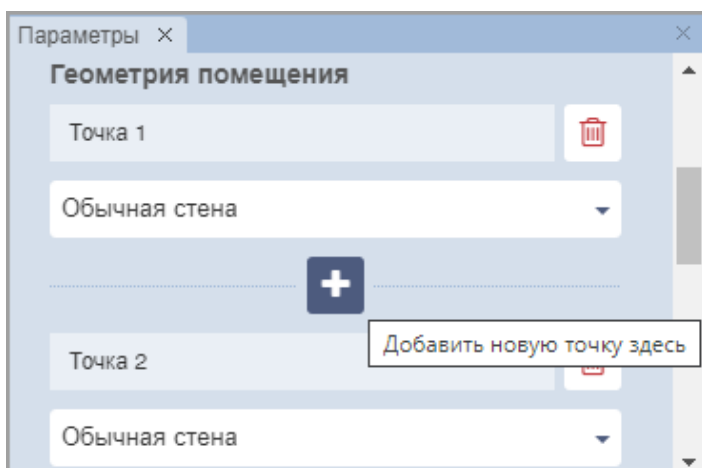 Параметры
Геометрия помещения
Точка 1
Обычная стена
Добавить новую точку здесь
Точка 2
Обычная стена